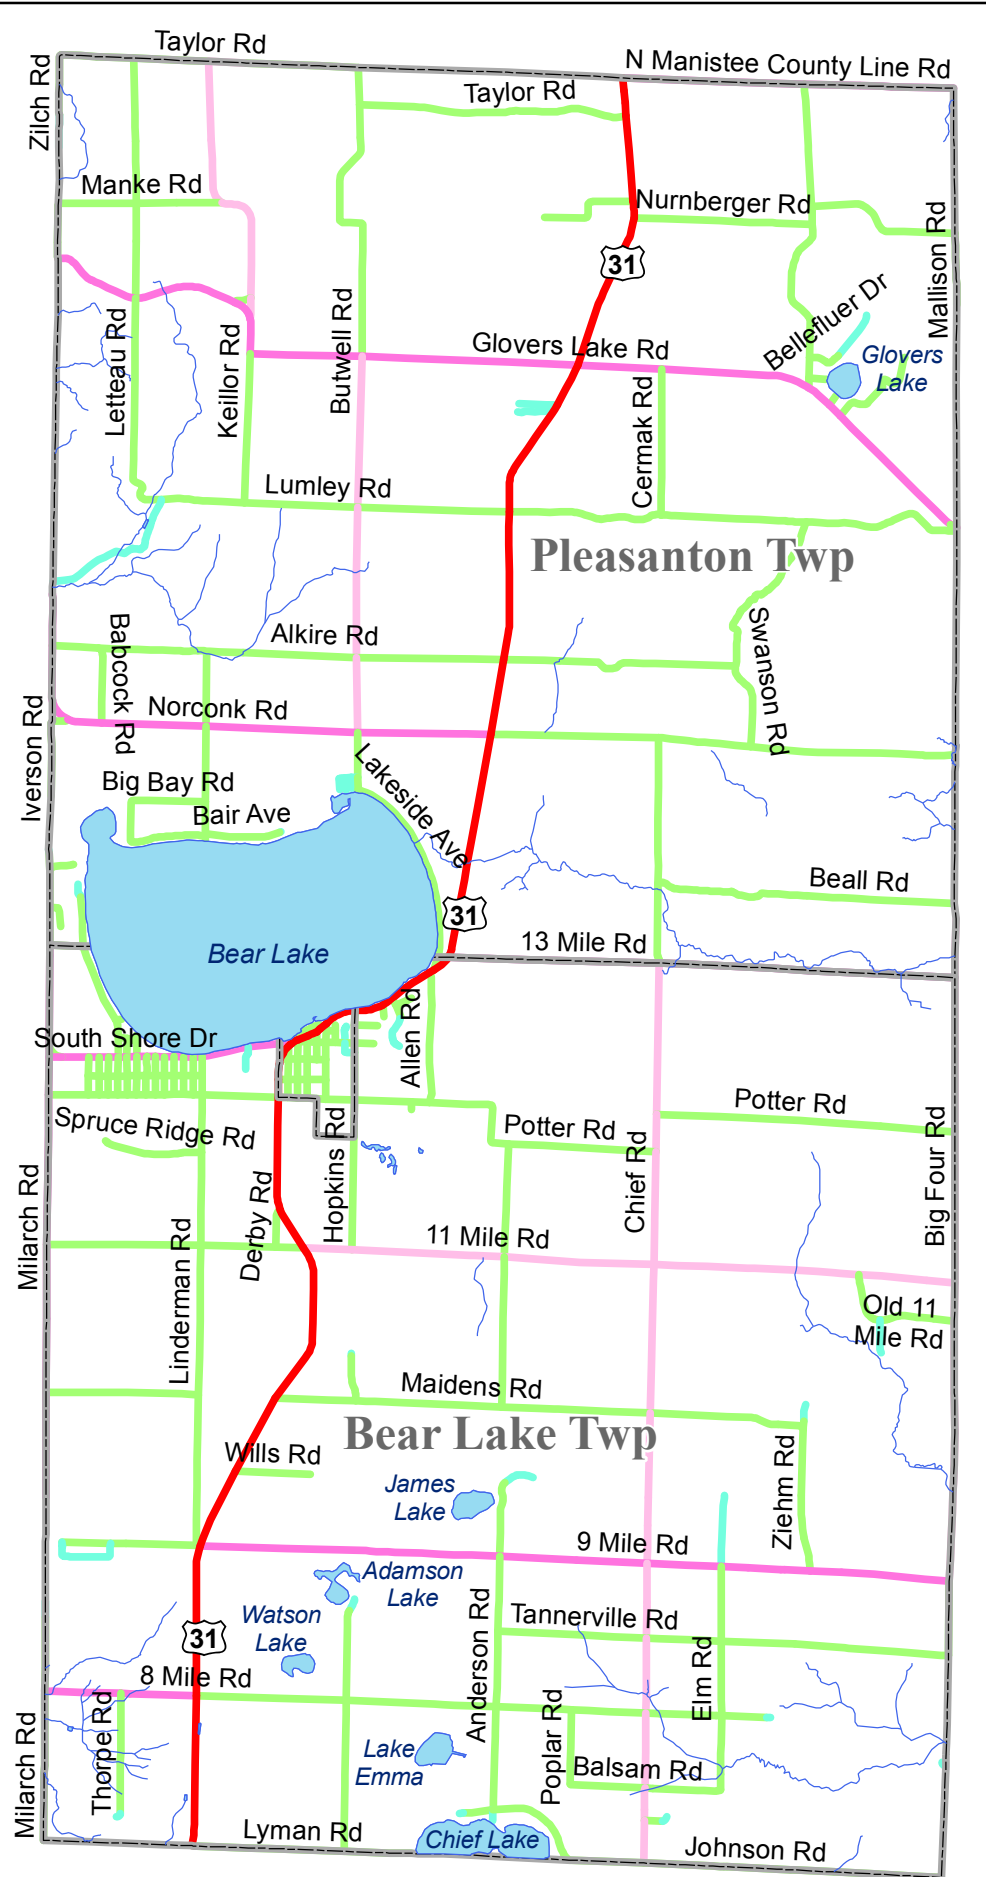 Taylor Rd
N Manistee County Line Rd
Zilch Rd
Taylor Rd
Manke Rd
Nurnberger Rd
Mallison Rd
31
Bellefluer Dr
Letteau Rd
Keillor Rd
Butwell Rd
Glovers Lake Rd
Glovers
Lake
Cermak Rd
Lumley Rd
Pleasanton Twp
Babcock Rd
Alkire Rd
Swanson Rd
Iverson Rd
Norconk Rd
Big Bay Rd
Bair Ave
Lakeside Ave
Beall Rd
31
13 Mile Rd
Bear Lake
South Shore Dr
Allen Rd
Spruce Ridge Rd
Potter Rd
Potter Rd
Milarch Rd
Linderman Rd
Derby Rd
Hopkins Rd
Chief Rd
Big Four Rd
11 Mile Rd
Old 11
Mile Rd
Maidens Rd
Bear Lake Twp
Wills Rd
James
Lake
Ziehm Rd
9 Mile Rd
Adamson
Lake
Watson
Lake
Anderson Rd
Tannerville Rd
31
Elm Rd
8 Mile Rd
Milarch Rd
Thorpe Rd
Lake
Emma
Poplar Rd
Balsam Rd
Lyman Rd
Chief Lake
Johnson Rd